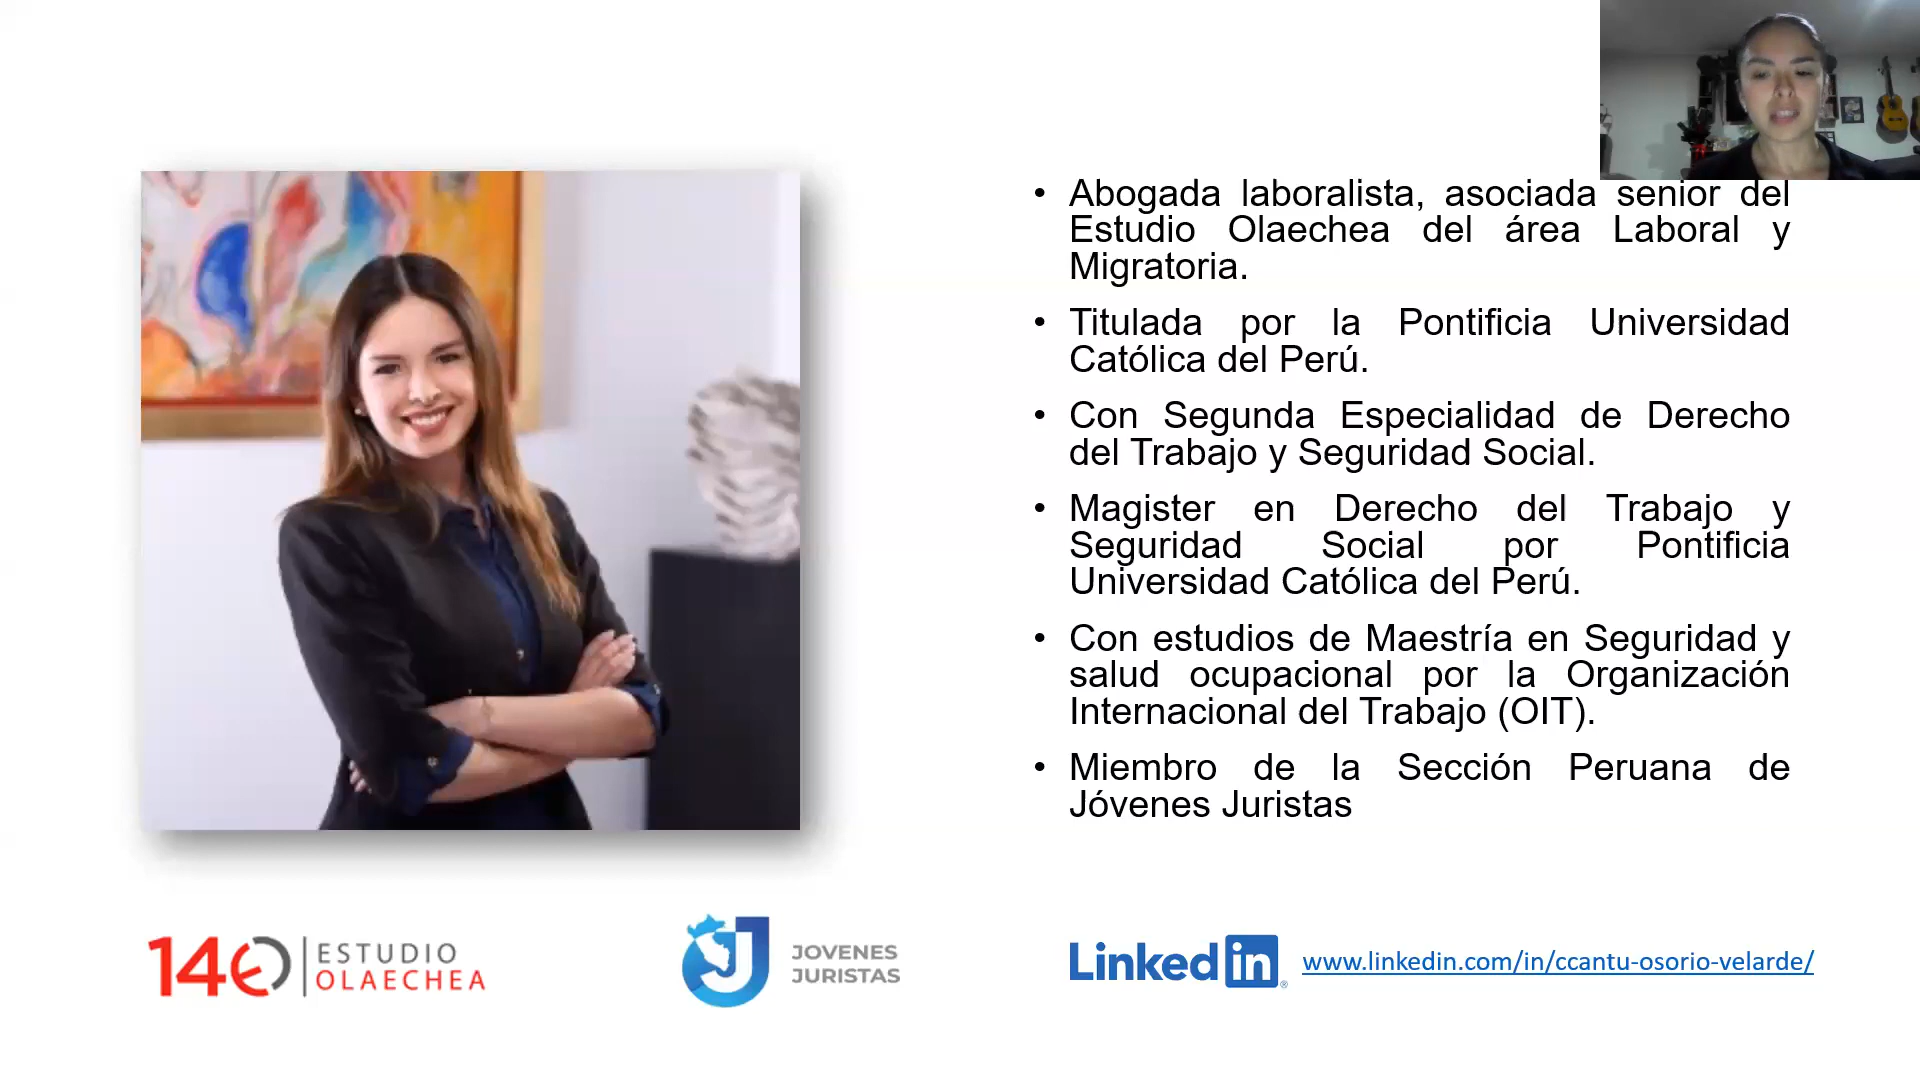 • Abogada laboralista, asociada senior del
Estudio Olaechea del área Laboral y
Migratoria.
• Titulada por la Pontificia Universidad
Católica del Perú.
• Con Segunda Especialidad de Derecho
del Trabajo y Seguridad Social.
• Magister en Derecho del Trabajo y
Seguridad Social por Pontificia
Universidad Católica del Perú.
• Con estudios de Maestría en Seguridad y
salud ocupacional por la Organización
Internacional del Trabajo (OIT).
• Miembro de la Sección Peruana de
Jóvenes Juristas
140 ESTUDIO
OLAECHEA
JOVENES
JURISTAS
Linked in ®
www.linkedin.com/in/ccantu-osorio-velarde/